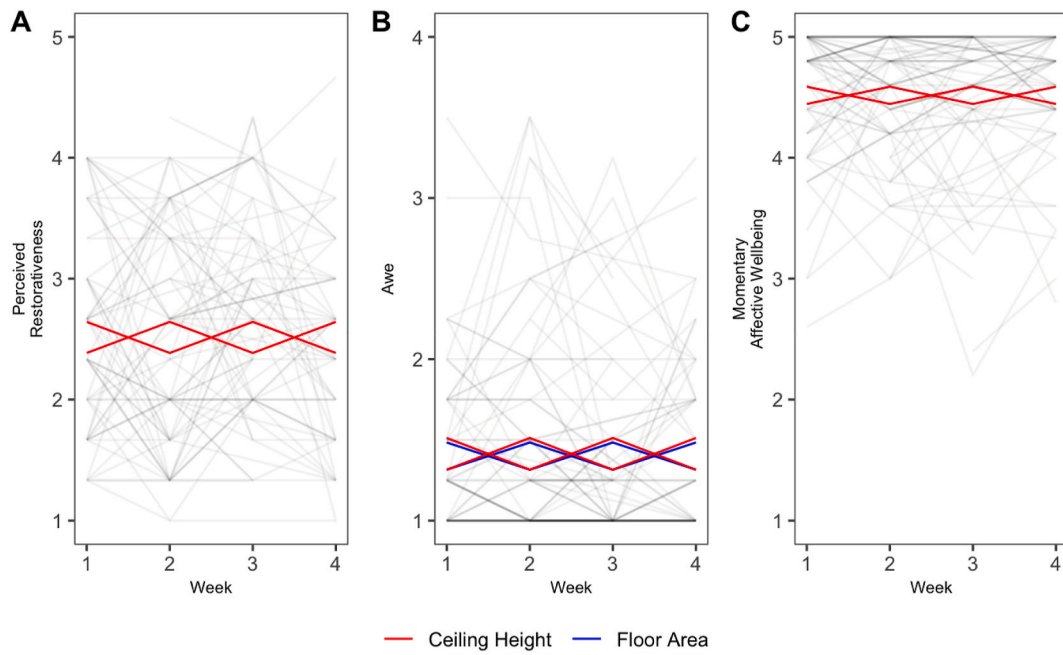 A
B
C
5
4
3
2
1
Perceived
Restorativeness
1
2
3
4
Week
4
3
2
1
Awe
1
2
3
4
Week
5
4
3
2
1
Momentary
Affective Wellbeing
1
2
3
4
Week
Ceiling Height
Floor Area